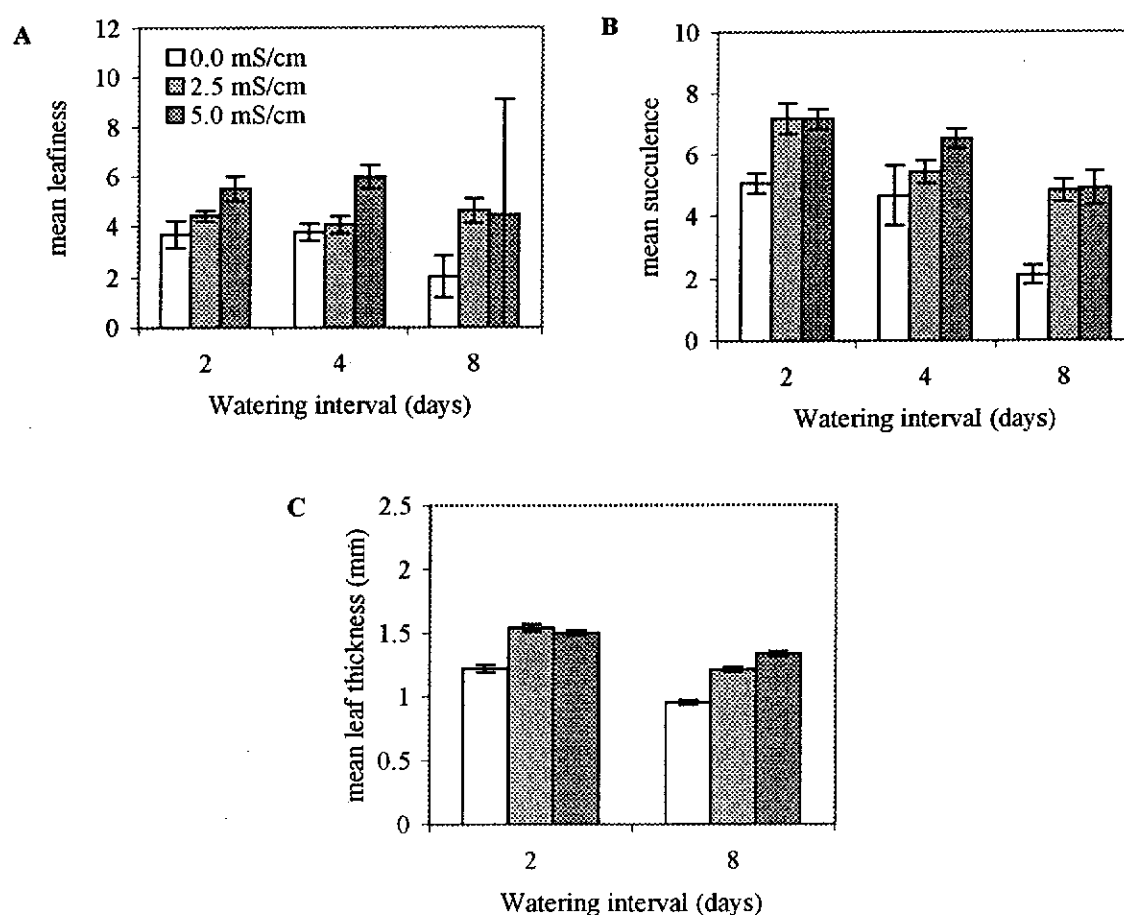 A
mean leafiness
12
10
8
6
4
2
0
0.0 mS/cm
2.5 mS/cm
5.0 mS/cm
2 4 8
Watering interval (days)
B
mean succulence
10
8
6
4
2
0
2 4 8
Watering interval (days)
C
mean leaf thickness (mm)
2.5
2
1.5
1
0.5
0
2 8
Watering interval (days)